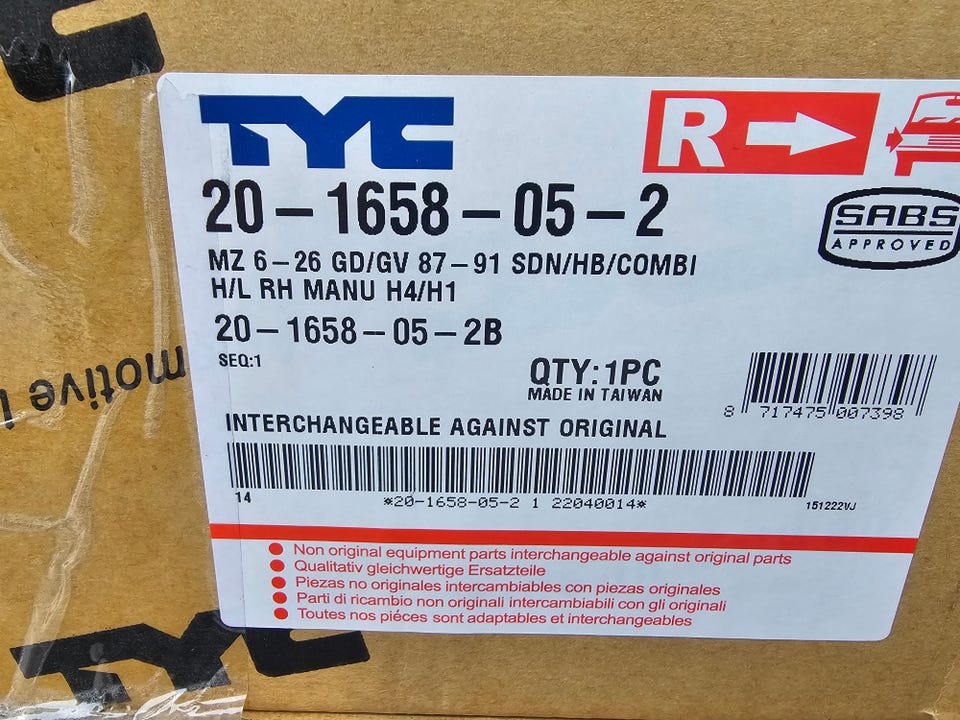 TYC
R
20-1658-05-2
SABS
APPROVED
MZ 6-26 GD/GV 87-91 SDN/HB/COMBI
H/L RH MANU H4/H1
20-1658-05-2B
SEQ:1
QTY:1PC
MADE IN TAIWAN
8 717475 007398
INTERCHANGEABLE AGAINST ORIGINAL
14
*20-1658-05-2 1 22040014*
151222VJ
Non original equipment parts interchangeable against original parts
Qualitativ gleichwertige Ersatzteile
Piezas no originales intercambiables con piezas originales
Parti di ricambio non originali intercambiabili con gli originali
Toutes nos piéces sont adaptables et interchangeables
motive
TYC